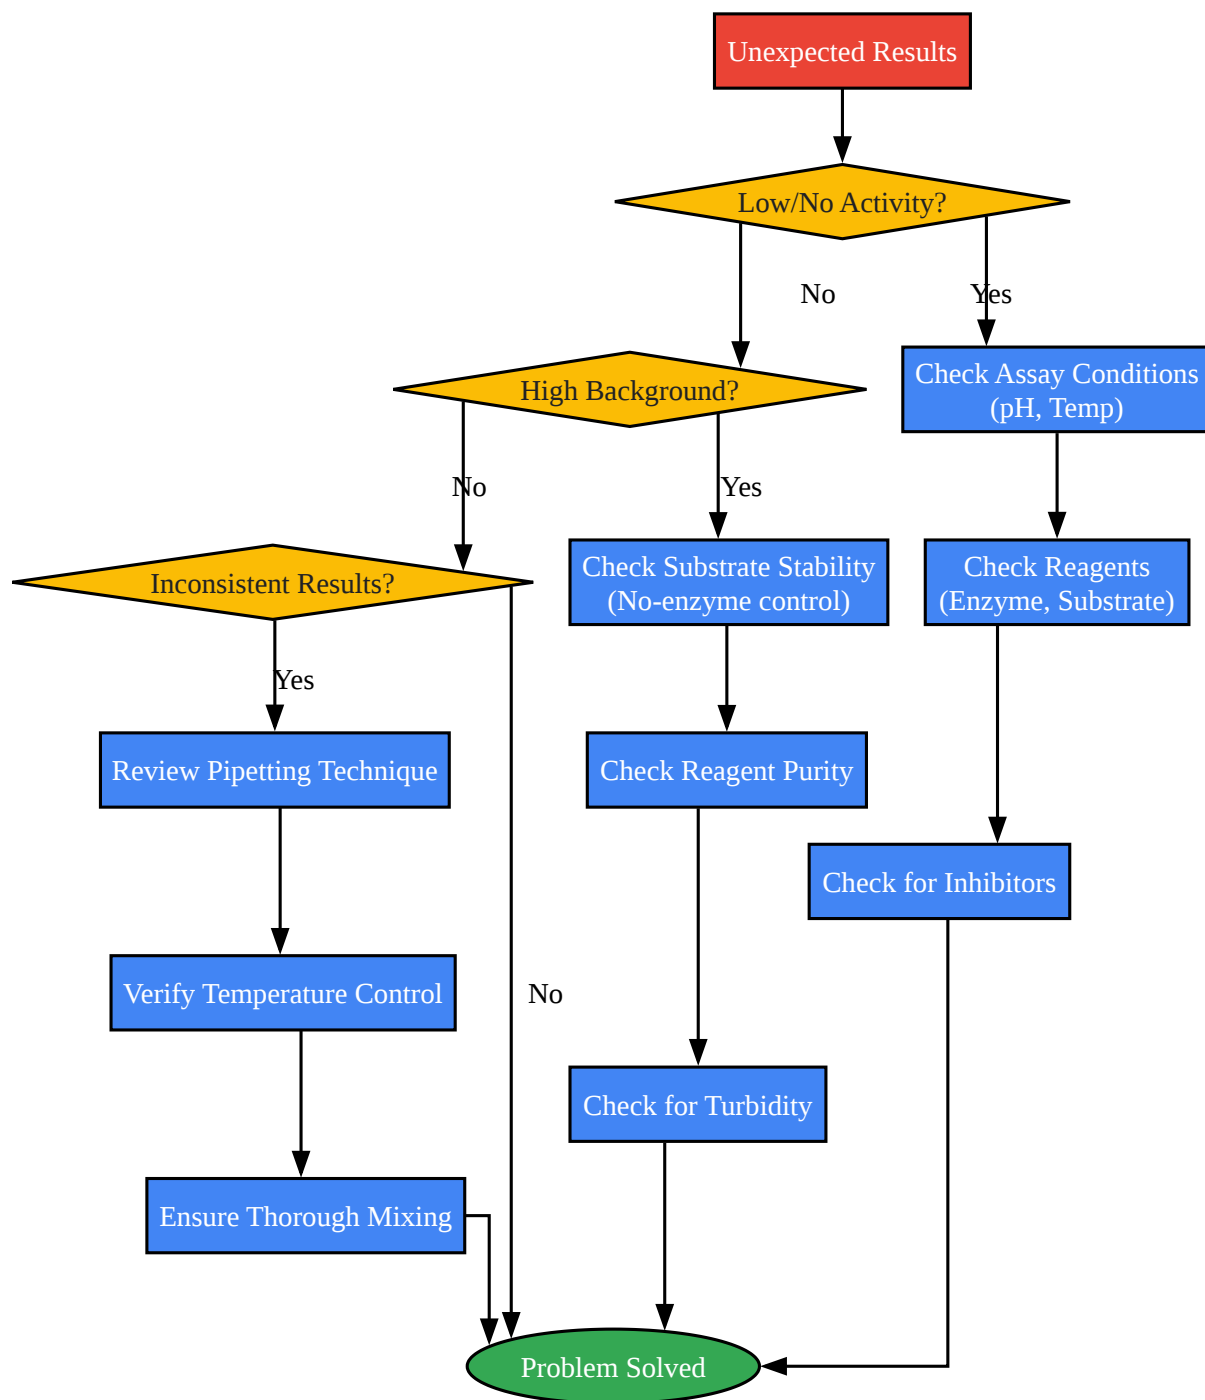 Unexpected Results
Low/No Activity?
No
Yes
Check Assay Conditions
(pH, Temp)
High Background?
No
Yes
Check Substrate Stability
(No-enzyme control)
Check Reagents
(Enzyme, Substrate)
Inconsistent Results?
Yes
Review Pipetting Technique
Check Reagent Purity
Check for Inhibitors
Verify Temperature Control
No
Check for Turbidity
Ensure Thorough Mixing
Problem Solved